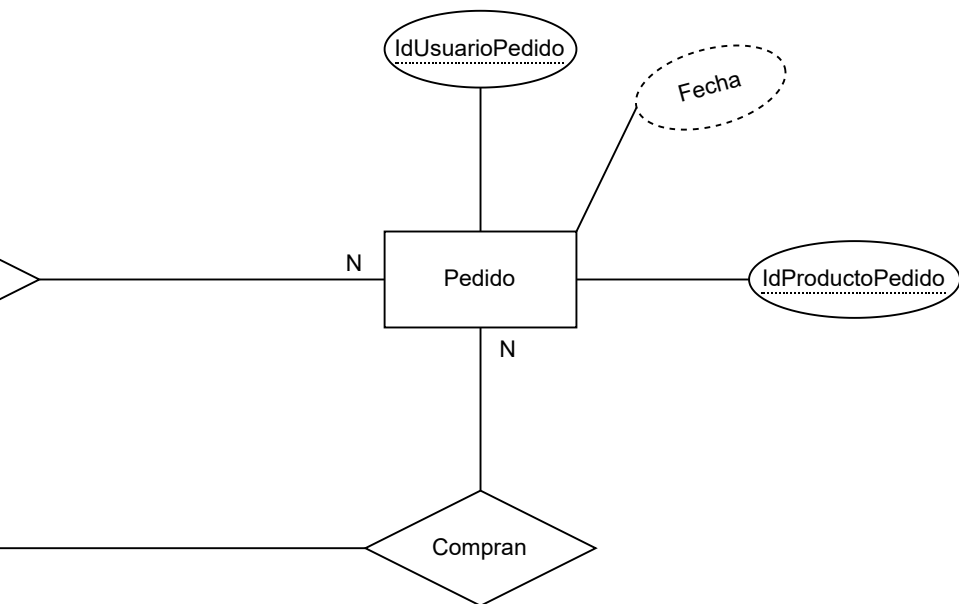 IdUsuarioPedido
Fecha
N
Pedido
IdProductoPedido
N
Compran